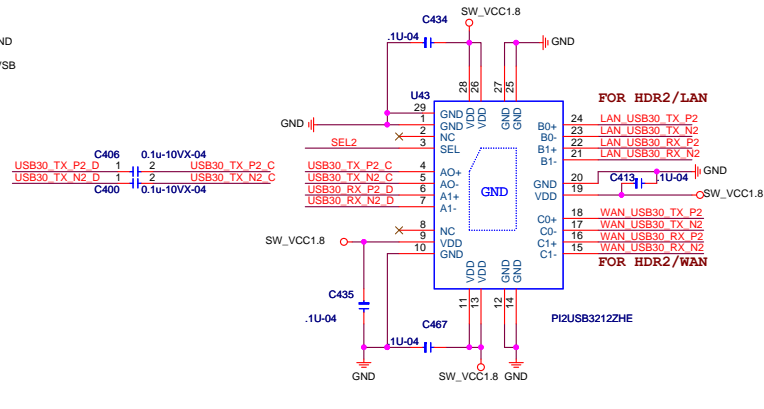 ND
/SB
C406 0.1u-10VX-04
USB30_TX_P2_D 1 2 USB30_TX_P2_C
USB30_TX_N2_D 1 2 USB30_TX_N2_C
C400 0.1u-10VX-04
SW_VCC1.8
C434
.1U-04
GND
28 26 27 25
U43
GND
29 GND
1 GND
2 NC
SEL2 3 SEL
USB30_TX_P2_C 4 AO+
USB30_TX_N2_C 5 AO-
USB30_RX_P2_D 6 A1+
USB30_RX_N2_D 7 A1-
8 NC
SW_VCC1.8 9 VDD
10 GND
VDD VDD GND GND
GND
VDD VDD GND GND
11 13 12 14
FOR HDR2/LAN
B0+ 24 LAN_USB30_TX_P2
B0- 23 LAN_USB30_TX_N2
B1+ 22 LAN_USB30_RX_P2
B1- 21 LAN_USB30_RX_N2
GND 20 C413 .1U-04 GND
VDD 19 SW_VCC1.8
C0+ 18 WAN_USB30_TX_P2
C0- 17 WAN_USB30_TX_N2
C1+ 16 WAN_USB30_RX_P2
C1- 15 WAN_USB30_RX_N2
FOR HDR2/WAN
C435
.1U-04
C467
.1U-04
PI2USB3212ZHE
GND
SW_VCC1.8
GND